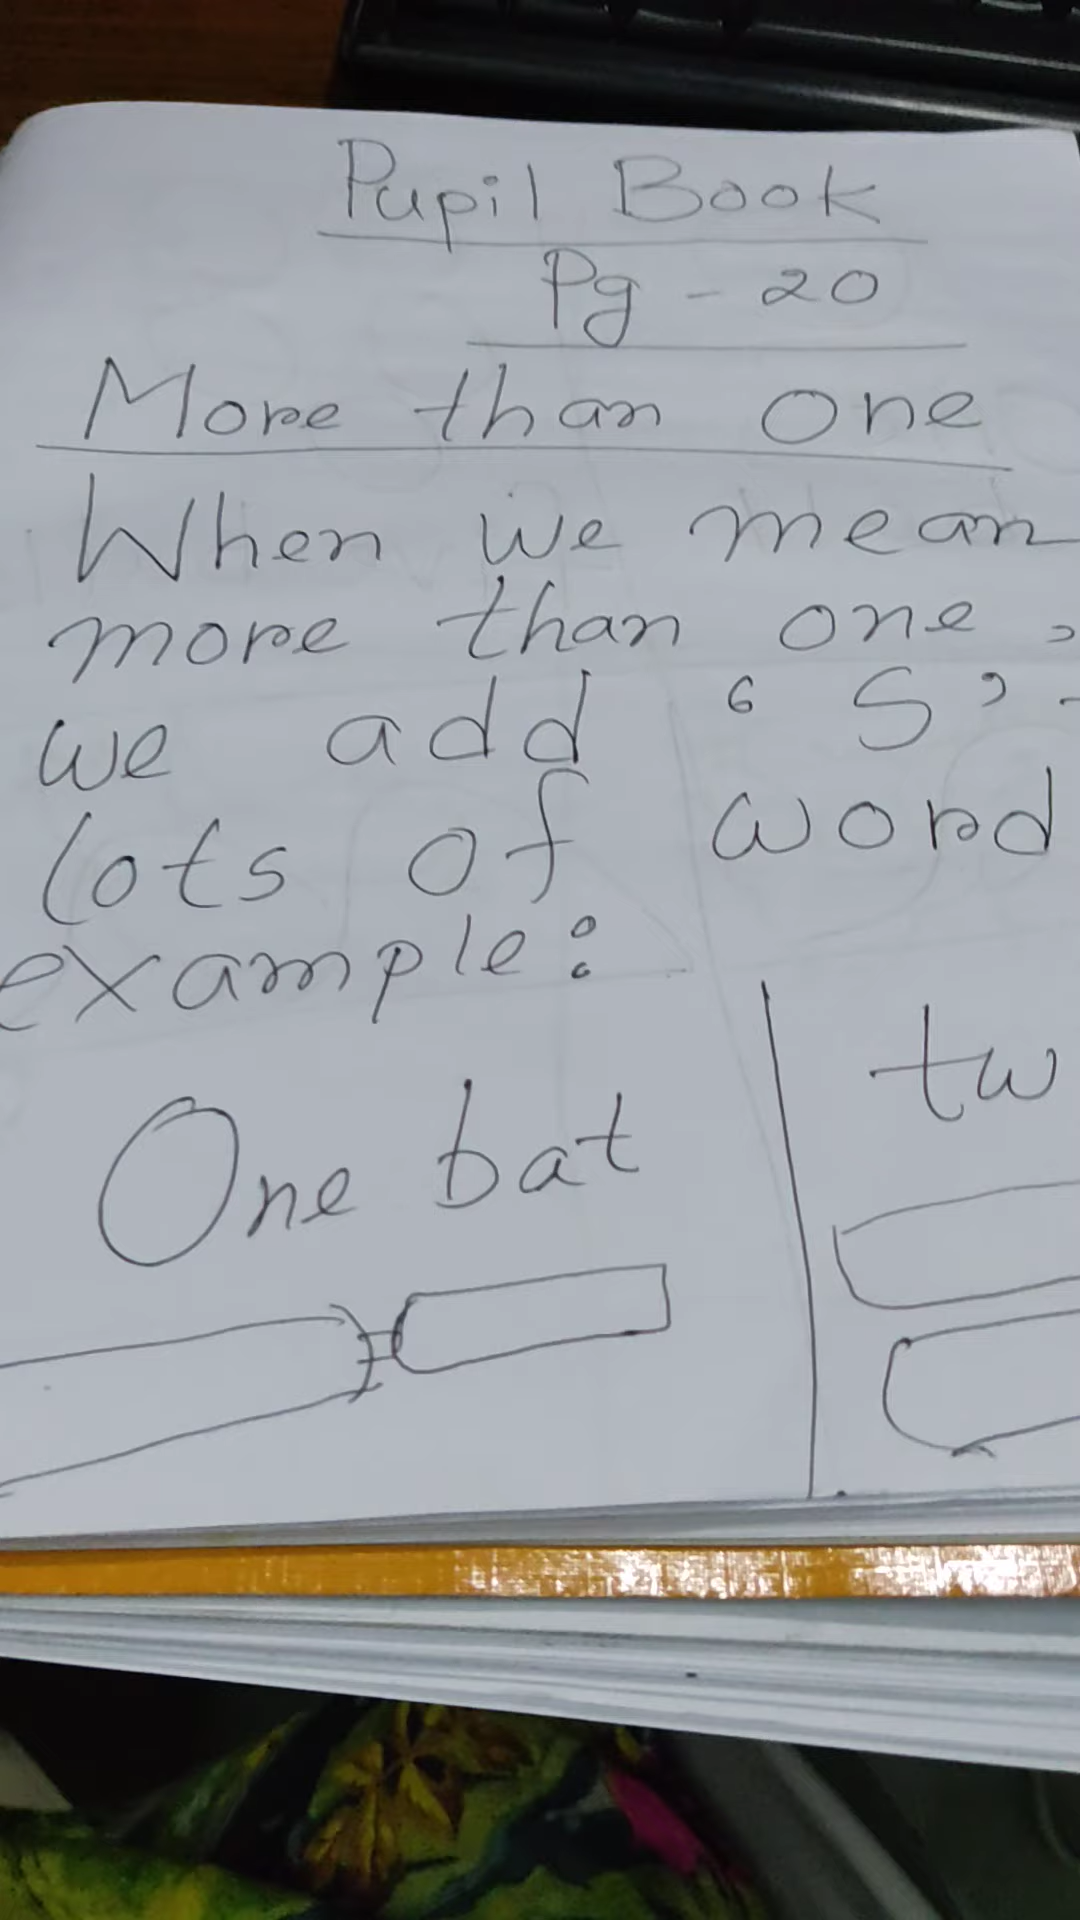 Pupil Book
Pg - 20
More than one
When we mean
more than one,
we add 'S'
lots of word
example:
One bat
tw